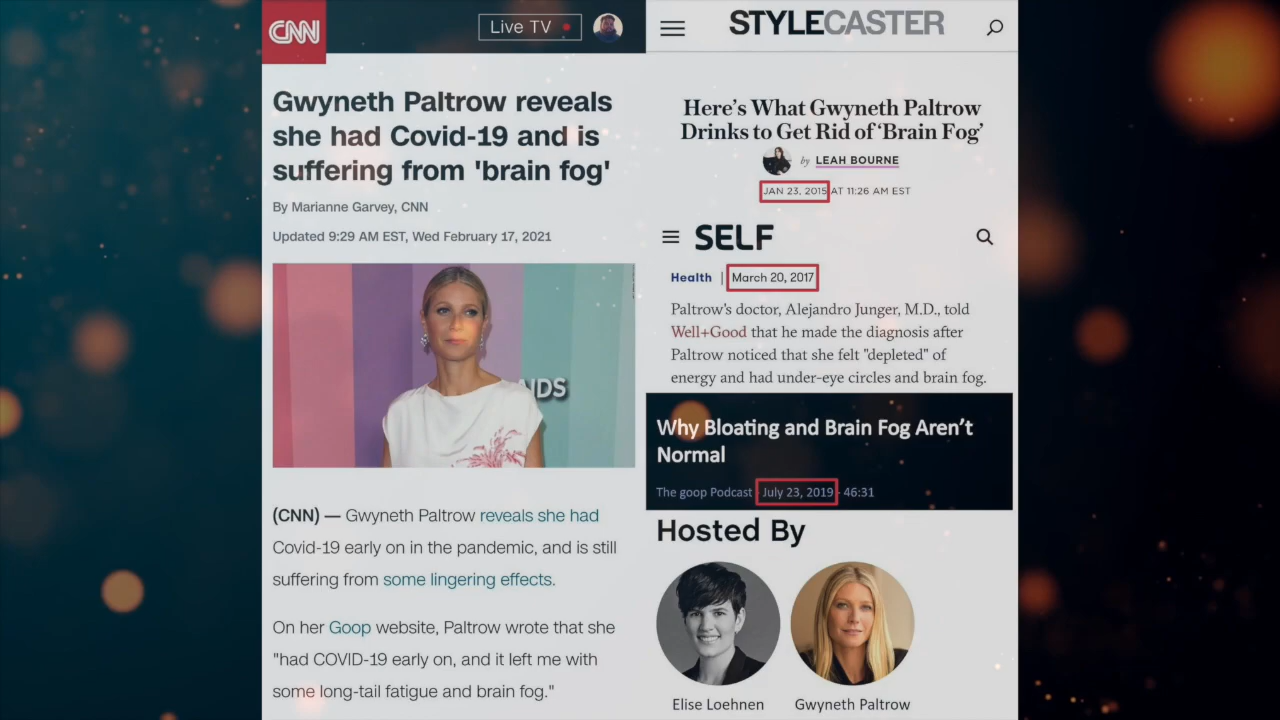 CNN
Live TV
Gwyneth Paltrow reveals
she had Covid-19 and is
suffering from 'brain fog'
By Marianne Garvey, CNN
Updated 9:29 AM EST, Wed February 17, 2021
AIDS
(CNN) — Gwyneth Paltrow reveals she had
Covid-19 early on in the pandemic, and is still
suffering from some lingering effects.
On her Goop website, Paltrow wrote that she
"had COVID-19 early on, and it left me with
some long-tail fatigue and brain fog."
STYLECASTER
Here's What Gwyneth Paltrow
Drinks to Get Rid of 'Brain Fog'
by LEAH BOURNE
JAN 23, 2015 AT 11:26 AM EST
SELF
Health | March 20, 2017
Paltrow's doctor, Alejandro Junger, M.D., told
Well+Good that he made the diagnosis after
Paltrow noticed that she felt "depleted" of
energy and had under-eye circles and brain fog.
Why Bloating and Brain Fog Aren't
Normal
The goop Podcast · July 23, 2019 · 46:31
Hosted By
Elise Loehnen
Gwyneth Paltrow